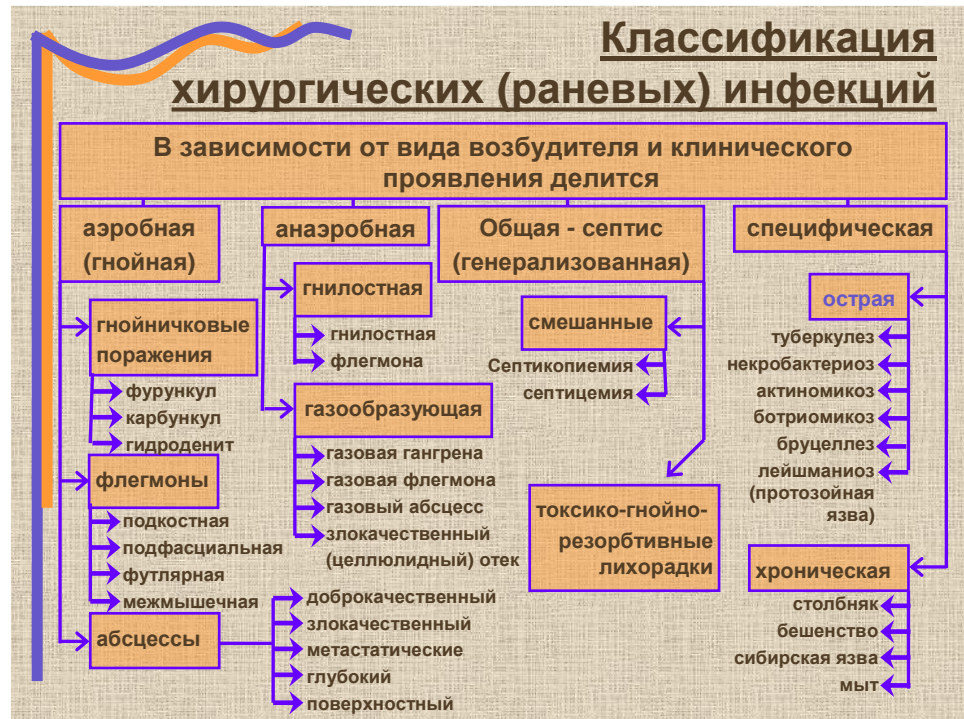 Классификация
хирургических (раневых) инфекций
В зависимости от вида возбудителя и клинического
проявления делится
аэробная
(гнойная)
гнойничковые
поражения
фурункул
карбункул
гидроденит
флегмоны
подкостная
подфасциальная
футлярная
межмышечная
абсцессы
доброкачественный
злокачественный
метастатические
глубокий
поверхностный
анаэробная
гнилостная
гнилостная
флегмона
газообразующая
газовая гангрена
газовая флегмона
газовый абсцесс
злокачественный
(целлюлидный) отек
Общая - септис
(генерализованная)
смешанные
Септикопиемия
септицемия
токсико-гнойно-
резорбтивные
лихорадки
специфическая
острая
туберкулез
некробактериоз
актиномикоз
ботриомикоз
бруцеллез
лейшманиоз
(протозойная
язва)
хроническая
столбняк
бешенство
сибирская язва
мыт